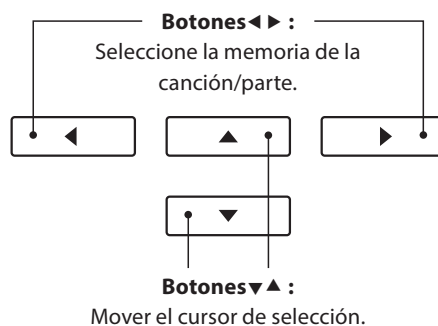 Botones◀ ▶ :
Seleccione la memoria de la
canción/parte.
Botones▼▲ :
Mover el cursor de selección.